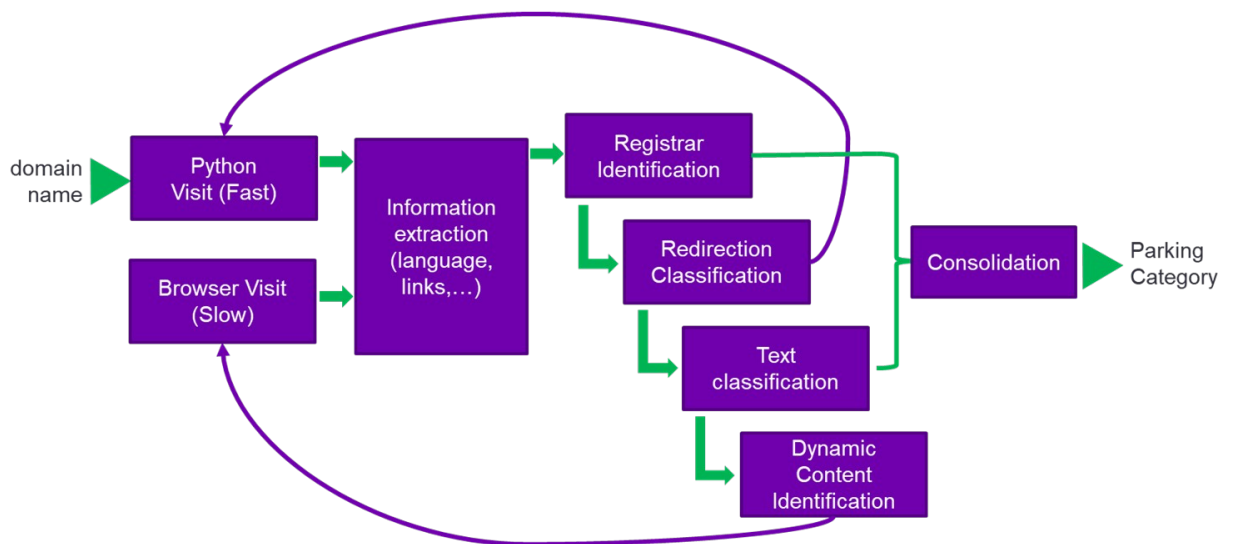 domain
name
Python
Visit (Fast)
Browser Visit
(Slow)
Information
extraction
(language,
links,…)
Registrar
Identification
Redirection
Classification
Text
classification
Dynamic
Content
Identification
Consolidation
Parking
Category